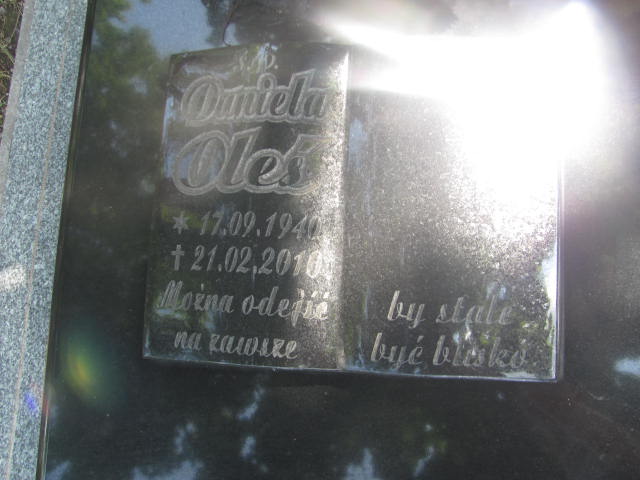 Ś.P.
Daniela
Oleś
* 17.09.1940
† 21.02.2010
Można odejść
na zawsze
by stale
być blisko